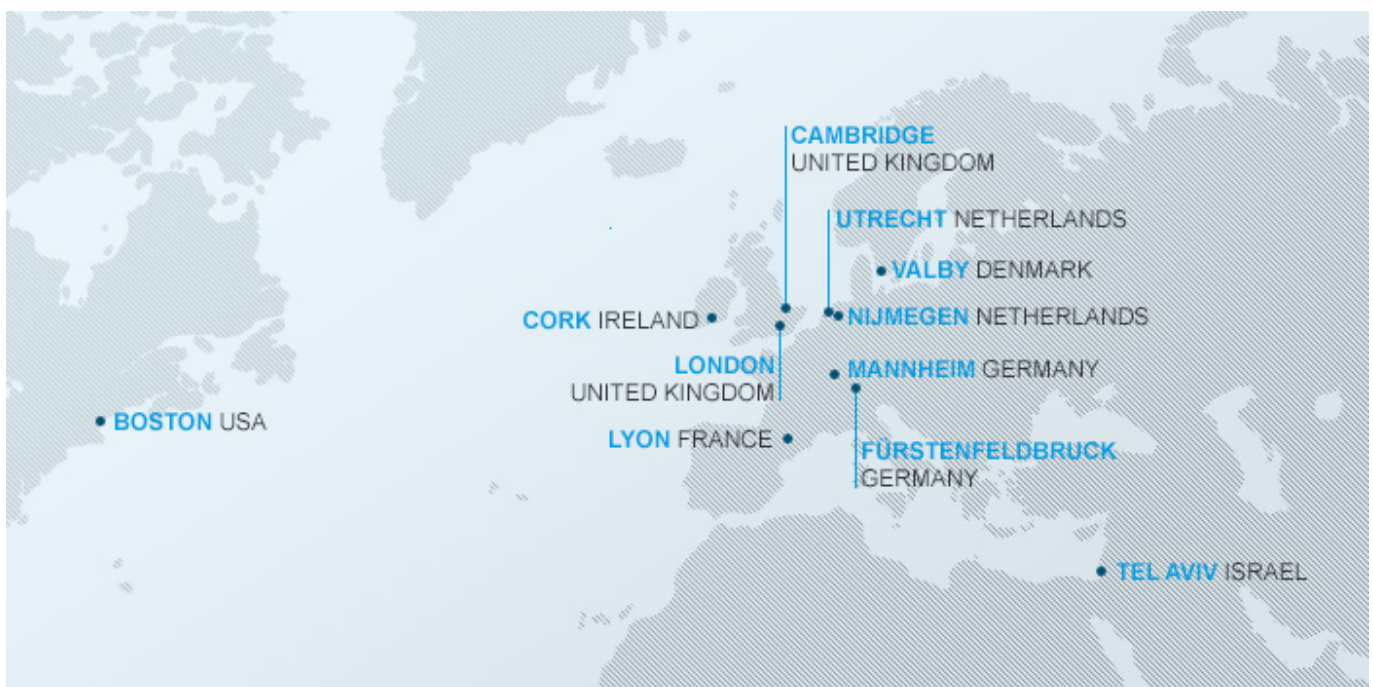 CAMBRIDGE
UNITED KINGDOM
UTRECHT NETHERLANDS
VALBY DENMARK
CORK IRELAND
NIJMEGEN NETHERLANDS
LONDON
UNITED KINGDOM
MANNHEIM GERMANY
BOSTON USA
LYON FRANCE
FÜRSTENFELDBRUCK
GERMANY
TEL AVIV ISRAEL